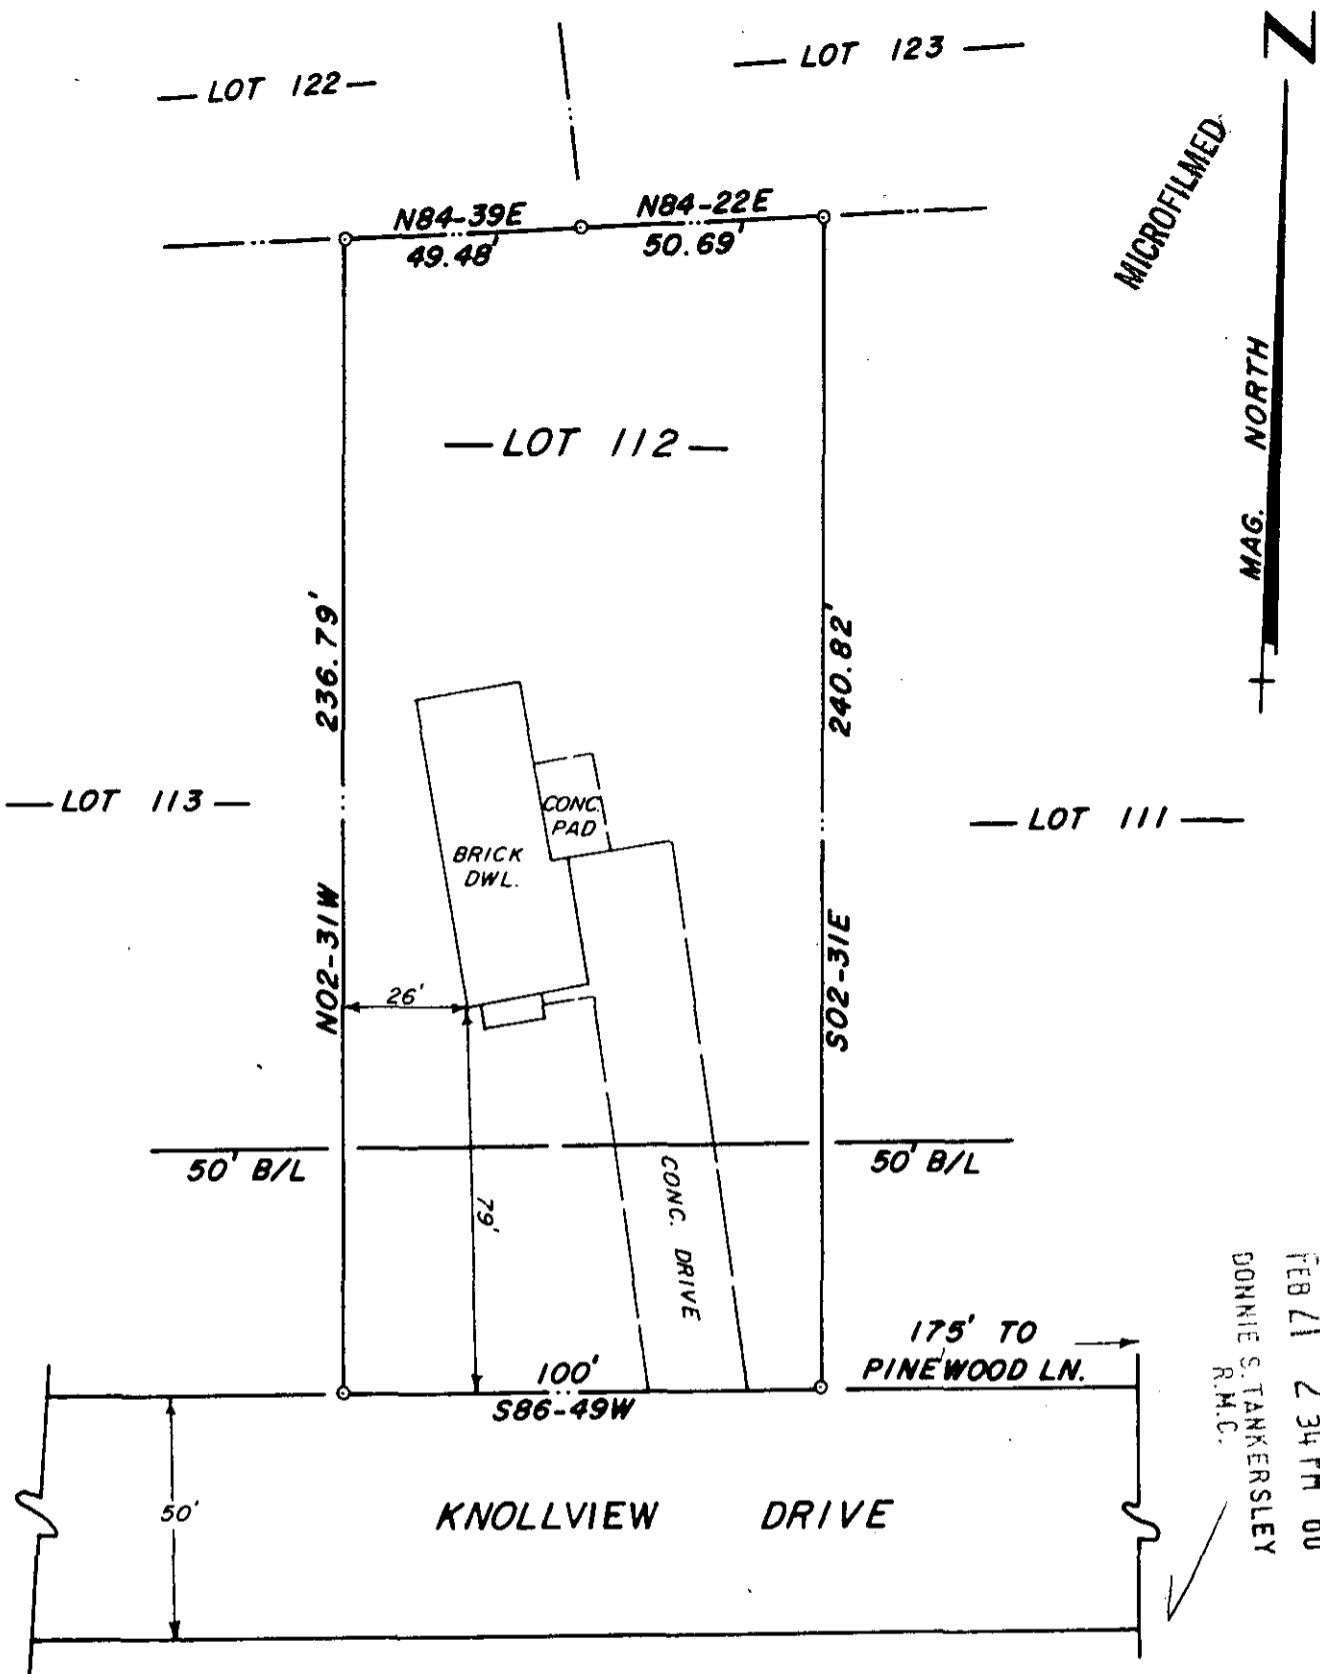 — LOT 122 —
— LOT 123 —
N
MICROFILMED
N84-39E
49.48'
N84-22E
50.69'
MAG. NORTH
— LOT 112 —
236.79'
240.82'
— LOT 113 —
CONC.
PAD
BRICK
DWL.
— LOT 111 —
N02-31W
S02-31E
26'
50' B/L
50' B/L
79'
CONC. DRIVE
175' TO
PINEWOOD LN.
100'
S86-49W
50'
KNOLLVIEW DRIVE
FEB 21 2 34 PM
DONNIE S. TANKERSLEY
R.M.C.